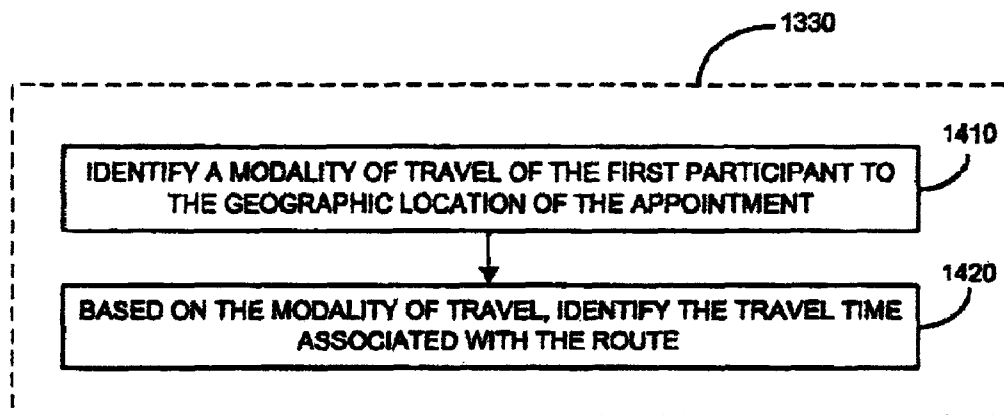 1330
1410
IDENTIFY A MODALITY OF TRAVEL OF THE FIRST PARTICIPANT TO
THE GEOGRAPHIC LOCATION OF THE APPOINTMENT
1420
BASED ON THE MODALITY OF TRAVEL, IDENTIFY THE TRAVEL TIME
ASSOCIATED WITH THE ROUTE